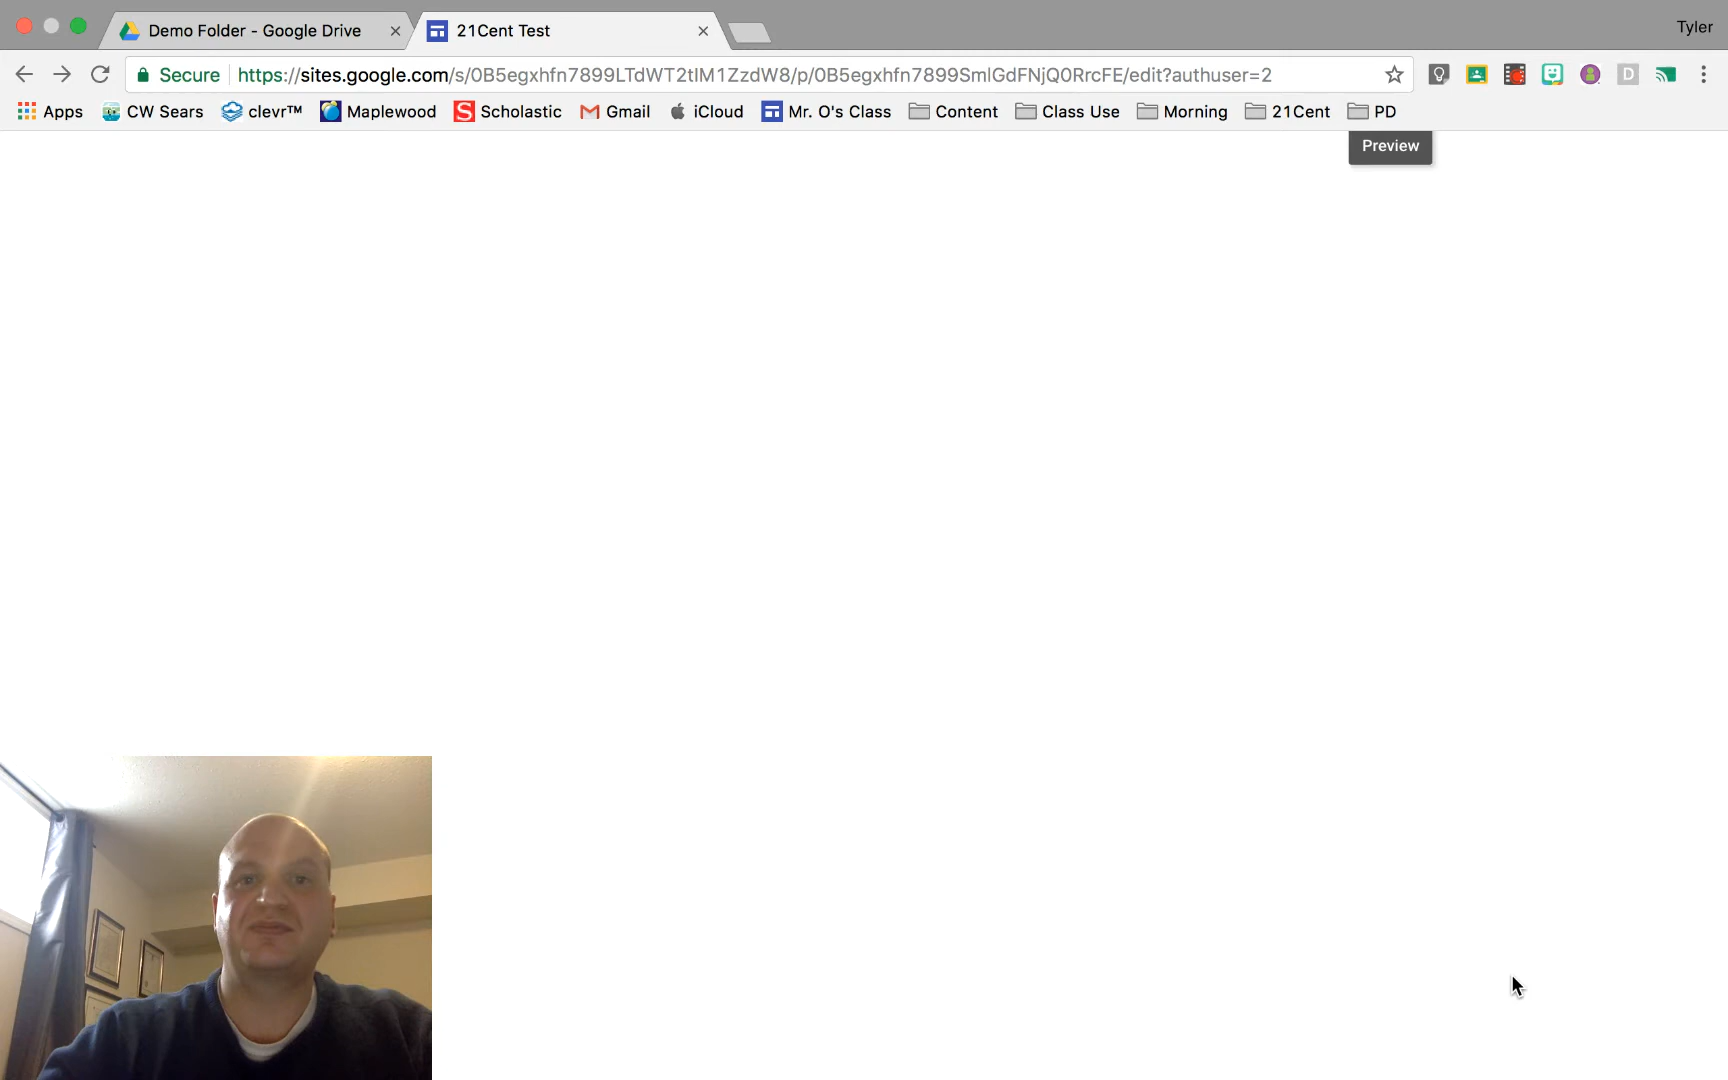 Demo Folder - Google Drive
21Cent Test
Tyler
Secure
https://sites.google.com/s/0B5egxhfn7899LTdWT2tlM1ZzdW8/p/0B5egxhfn7899SmlGdFNjQ0RrcFE/edit?authuser=2
D
Apps CW Sears clevr™ Maplewood S Scholastic Gmail iCloud Mr. O's Class Content Class Use Morning 21Cent PD
Preview